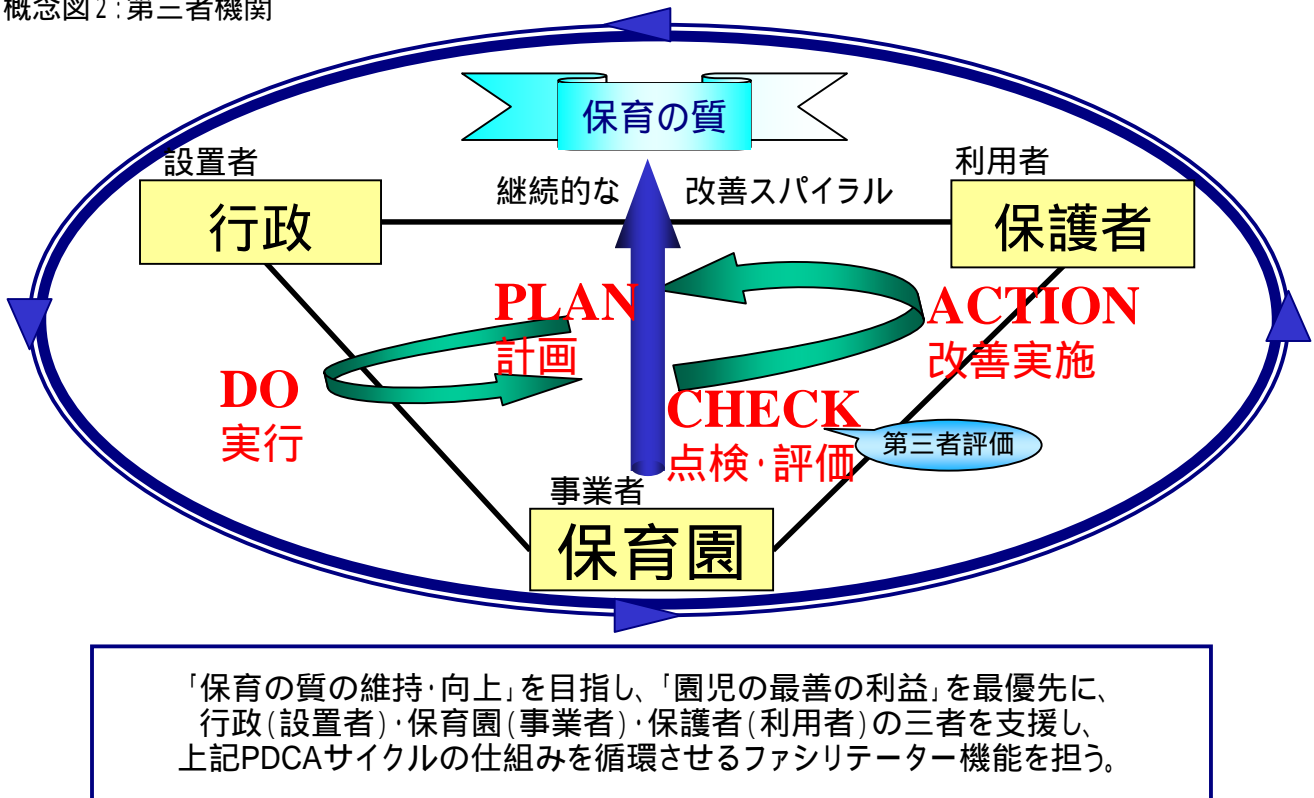 概念図2:第三者機関
保育の質
設置者
行政
利用者
保護者
継続的な 改善スパイラル
PLAN
計画
DO
実行
ACTION
改善実施
CHECK
点検・評価
第三者評価
事業者
保育園
「保育の質の維持・向上」を目指し、「園児の最善の利益」を最優先に、
行政(設置者)・保育園(事業者)・保護者(利用者)の三者を支援し、
上記PDCAサイクルの仕組みを循環させるファシリテーター機能を担う。